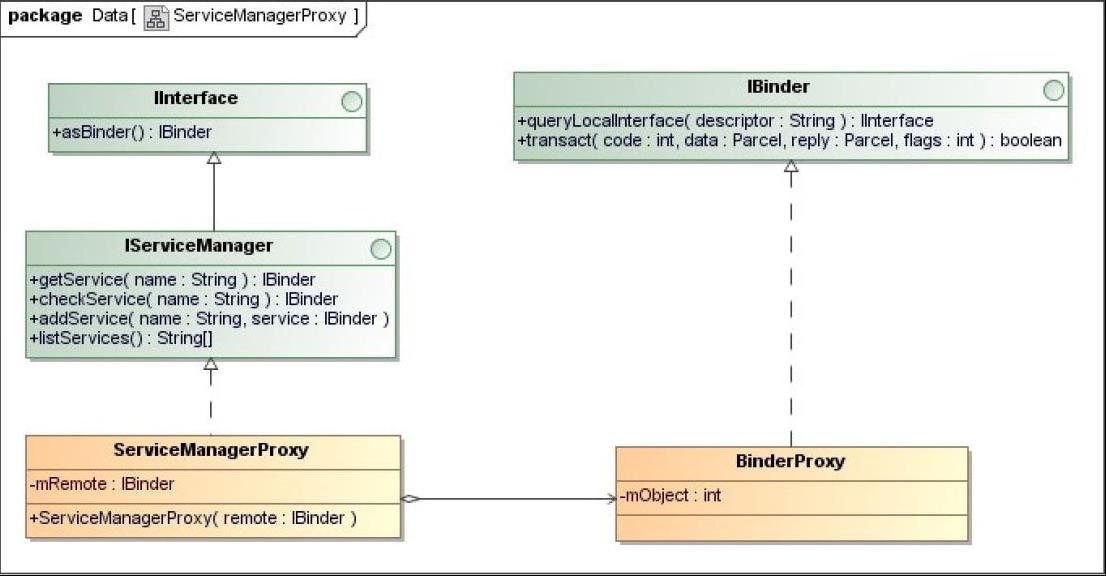 package Data[ ServiceManagerProxy ]
IInterface
+asBinder() : IBinder
IBinder
+queryLocalInterface( descriptor : String ) : IInterface
+transact( code : int, data : Parcel, reply : Parcel, flags : int ) : boolean
IServiceManager
+getService( name : String ) : IBinder
+checkService( name : String ) : IBinder
+addService( name : String, service : IBinder )
+listServices() : String[]
ServiceManagerProxy
-mRemote : IBinder
+ServiceManagerProxy( remote : IBinder )
BinderProxy
-mObject : int